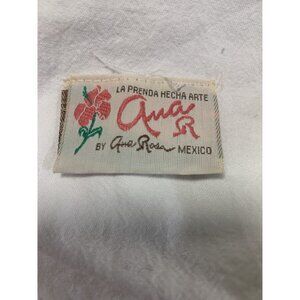 LA PRENDA HECHA ARTE
Ana R
BY Ana Rosa MEXICO